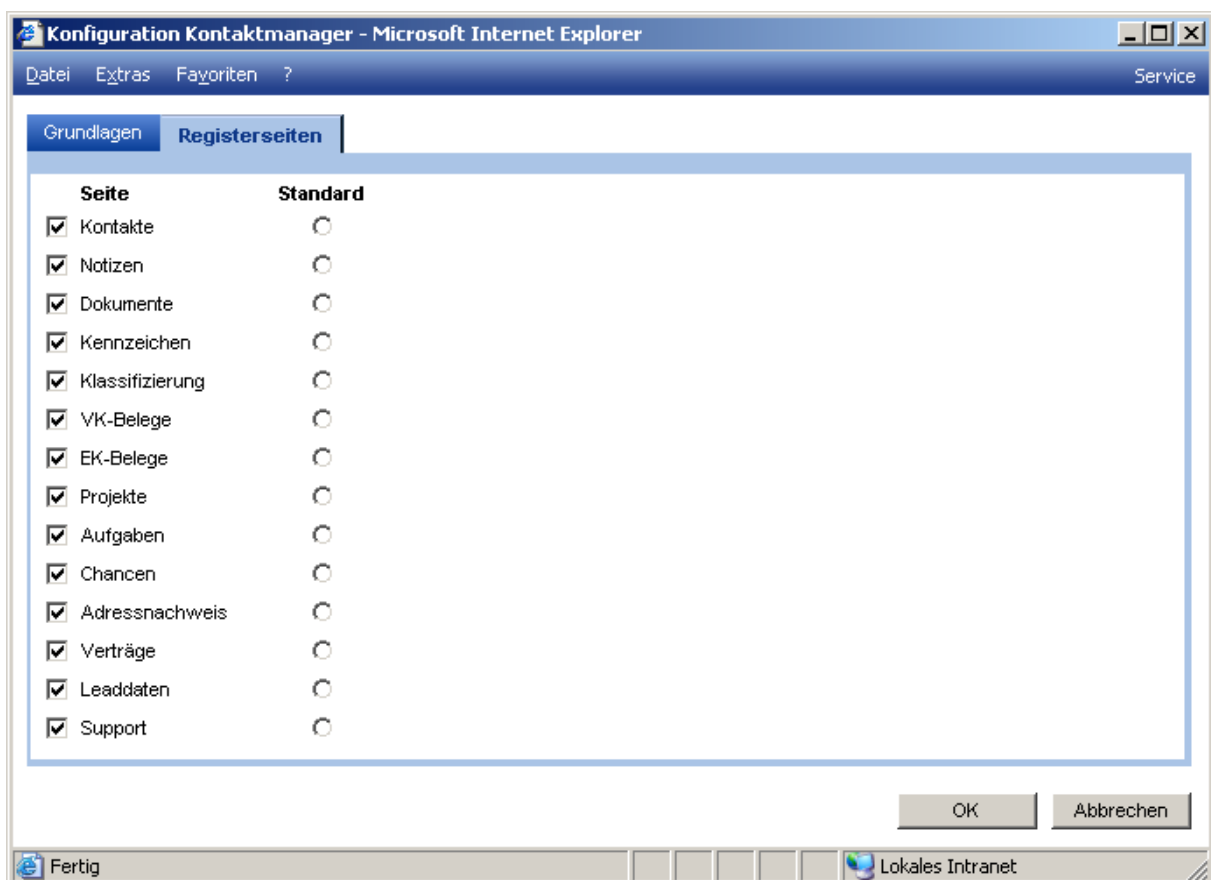 Konfiguration Kontaktmanager - Microsoft Internet Explorer
Datei Extras Favoriten ? Service
Grundlagen Registerseiten
Seite Standard
Kontakte
Notizen
Dokumente
Kennzeichen
Klassifizierung
VK-Belege
EK-Belege
Projekte
Aufgaben
Chancen
Adressnachweis
Verträge
Leaddaten
Support
OK Abbrechen
Fertig Lokales Intranet